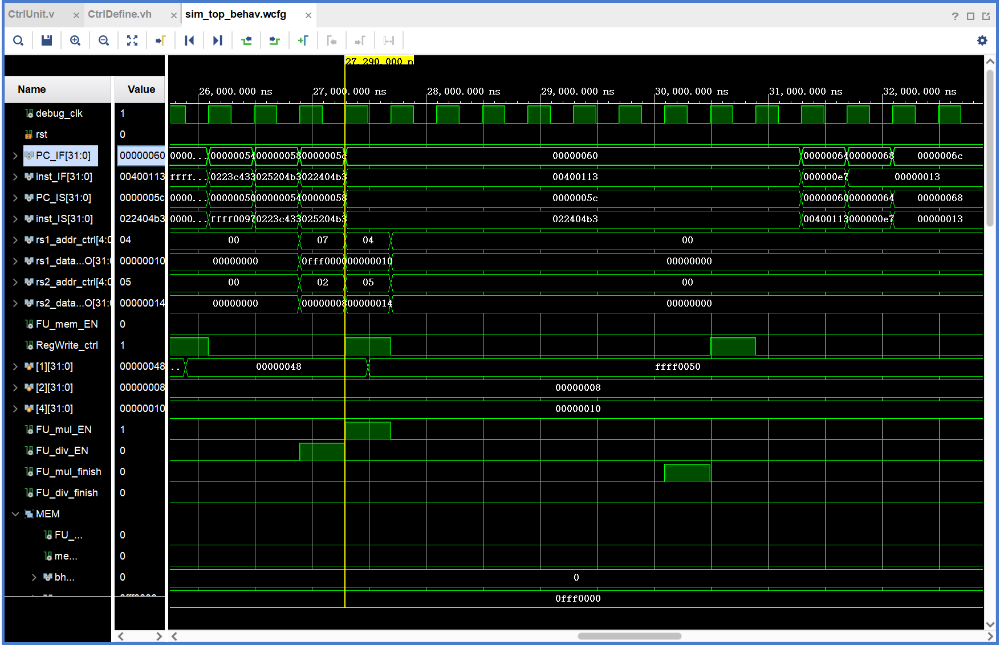 CtrlUnit.v
CtrlDefine.vh
sim_top_behav.wcfg
27,290.000 n
Name Value 26,000.000 ns 27,000.000 ns 28,000.000 ns 29,000.000 ns 30,000.000 ns 31,000.000 ns 32,000.000 ns
debug_clk 1
rst 0
PC_IF[31:0] 00000060 0000... 00000054 00000058 0000005c 00000060 00000064 00000068 0000006c
inst_IF[31:0] 00400113 ffff... 0223c433 025204b3 022404b3 00400113 000000e7 00000013
PC_IS[31:0] 0000005c 0000... 00000050 00000054 00000058 0000005c 00000060 00000064 00000068
inst_IS[31:0] 022404b3 0000... ffff0097 0223c433 025204b3 022404b3 00400113 000000e7 00000013
rs1_addr_ctrl[4:0 04 00 07 04 00
rs1_data...O[31:0 00000010 00000000 0fff0000 00000010 00000000
rs2_addr_ctrl[4:0 05 00 02 05 00
rs2_data...O[31:0 00000014 00000000 00000008 00000014 00000000
FU_mem_EN 0
RegWrite_ctrl 1
[1][31:0] 00000048 .. 00000048 ffff0050
[2][31:0] 00000008 00000008
[4][31:0] 00000010 00000010
FU_mul_EN 1
FU_div_EN 0
FU_mul_finish 0
FU_div_finish 0
MEM
FU_... 0
me... 0
bh... 0 0
0fff0000 0fff0000